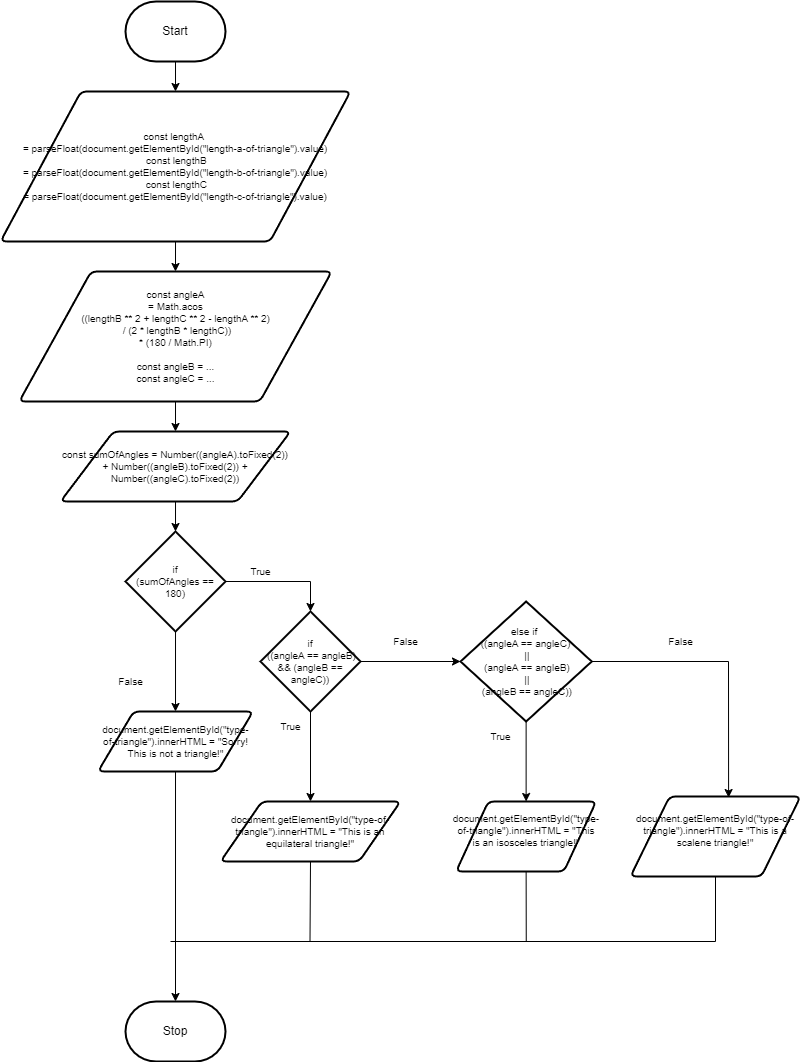 Start
const lengthA
= parseFloat(document.getElementById("length-a-of-triangle").value)
const lengthB
= parseFloat(document.getElementById("length-b-of-triangle").value)
const lengthC
= parseFloat(document.getElementById("length-c-of-triangle").value)
const angleA
= Math.acos
((lengthB ** 2 + lengthC ** 2 - lengthA ** 2)
/ (2 * lengthB * lengthC))
* (180 / Math.PI)
const angleB = ...
const angleC = ...
const sumOfAngles = Number((angleA).toFixed(2))
+ Number((angleB).toFixed(2)) +
Number((angleC).toFixed(2))
if
(sumOfAngles ==
180)
True
False
if
((angleA == angleB)
&& (angleB ==
angleC))
False
True
else if
((angleA == angleC)
||
(angleA == angleB)
||
(angleB == angleC))
False
True
document.getElementById("type-
of-triangle").innerHTML = "Sorry!
This is not a triangle!"
document.getElementById("type-of-
triangle").innerHTML = "This is an
equilateral triangle!"
document.getElementById("type-
of-triangle").innerHTML = "This
is an isosceles triangle!"
document.getElementById("type-of-
triangle").innerHTML = "This is a
scalene triangle!"
Stop